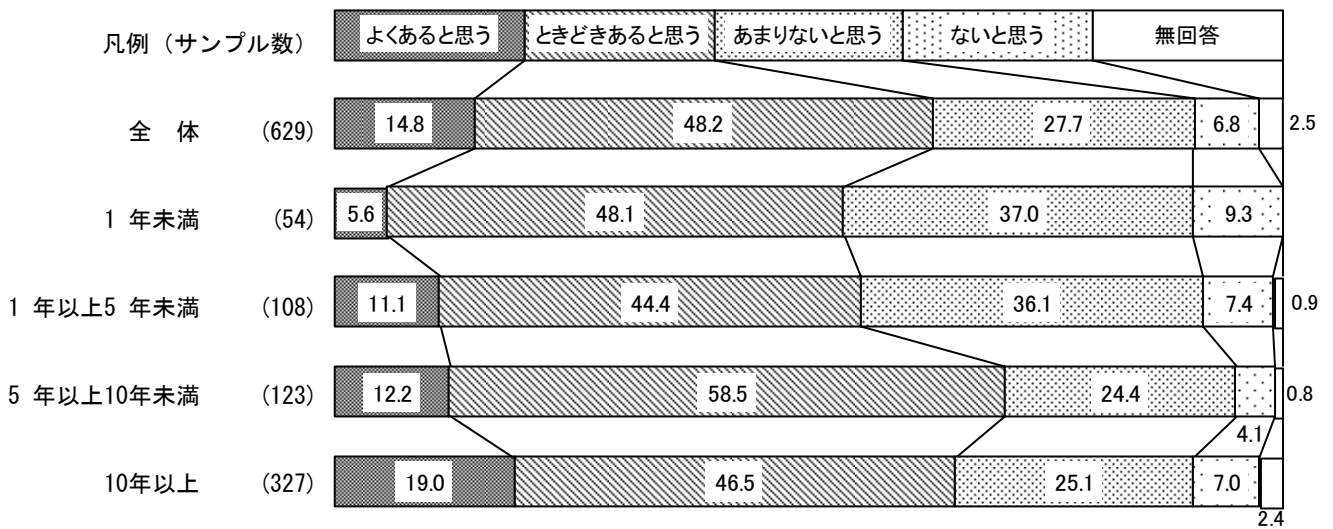 凡例（サンプル数） よくあると思う ときどきあると思う あまりないと思う ないと思う 無回答
全 体 (629) 14.8 48.2 27.7 6.8 2.5
1 年未満 (54) 5.6 48.1 37.0 9.3
1 年以上5 年未満 (108) 11.1 44.4 36.1 7.4 0.9
5 年以上10年未満 (123) 12.2 58.5 24.4 4.1 0.8
10年以上 (327) 19.0 46.5 25.1 7.0 2.4